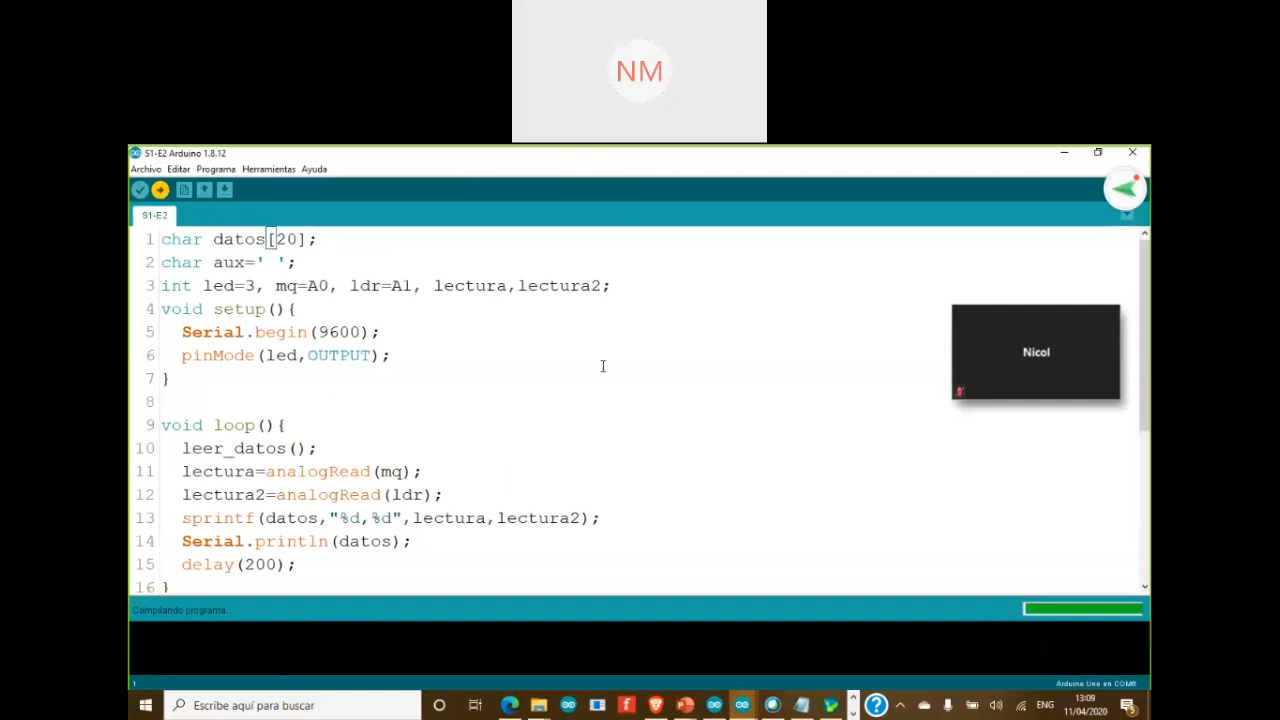 NM
S1-E2 Arduino 1.8.12
Archivo Editar Programa Herramientas Ayuda
S1-E2
1 char datos[20];
2 char aux=' ';
3 int led=3, mq=A0, ldr=A1, lectura,lectura2;
4 void setup(){
5 Serial.begin(9600);
6 pinMode(led,OUTPUT);
7 }
8
9 void loop(){
10 leer_datos();
11 lectura=analogRead(mq);
12 lectura2=analogRead(ldr);
13 sprintf(datos,"%d,%d",lectura,lectura2);
14 Serial.println(datos);
15 delay(200);
16 }
Nicol
Compilando programa...
1
Arduino Uno en COM6
Escribe aquí para buscar
ENG
13:09
11/04/2020
5